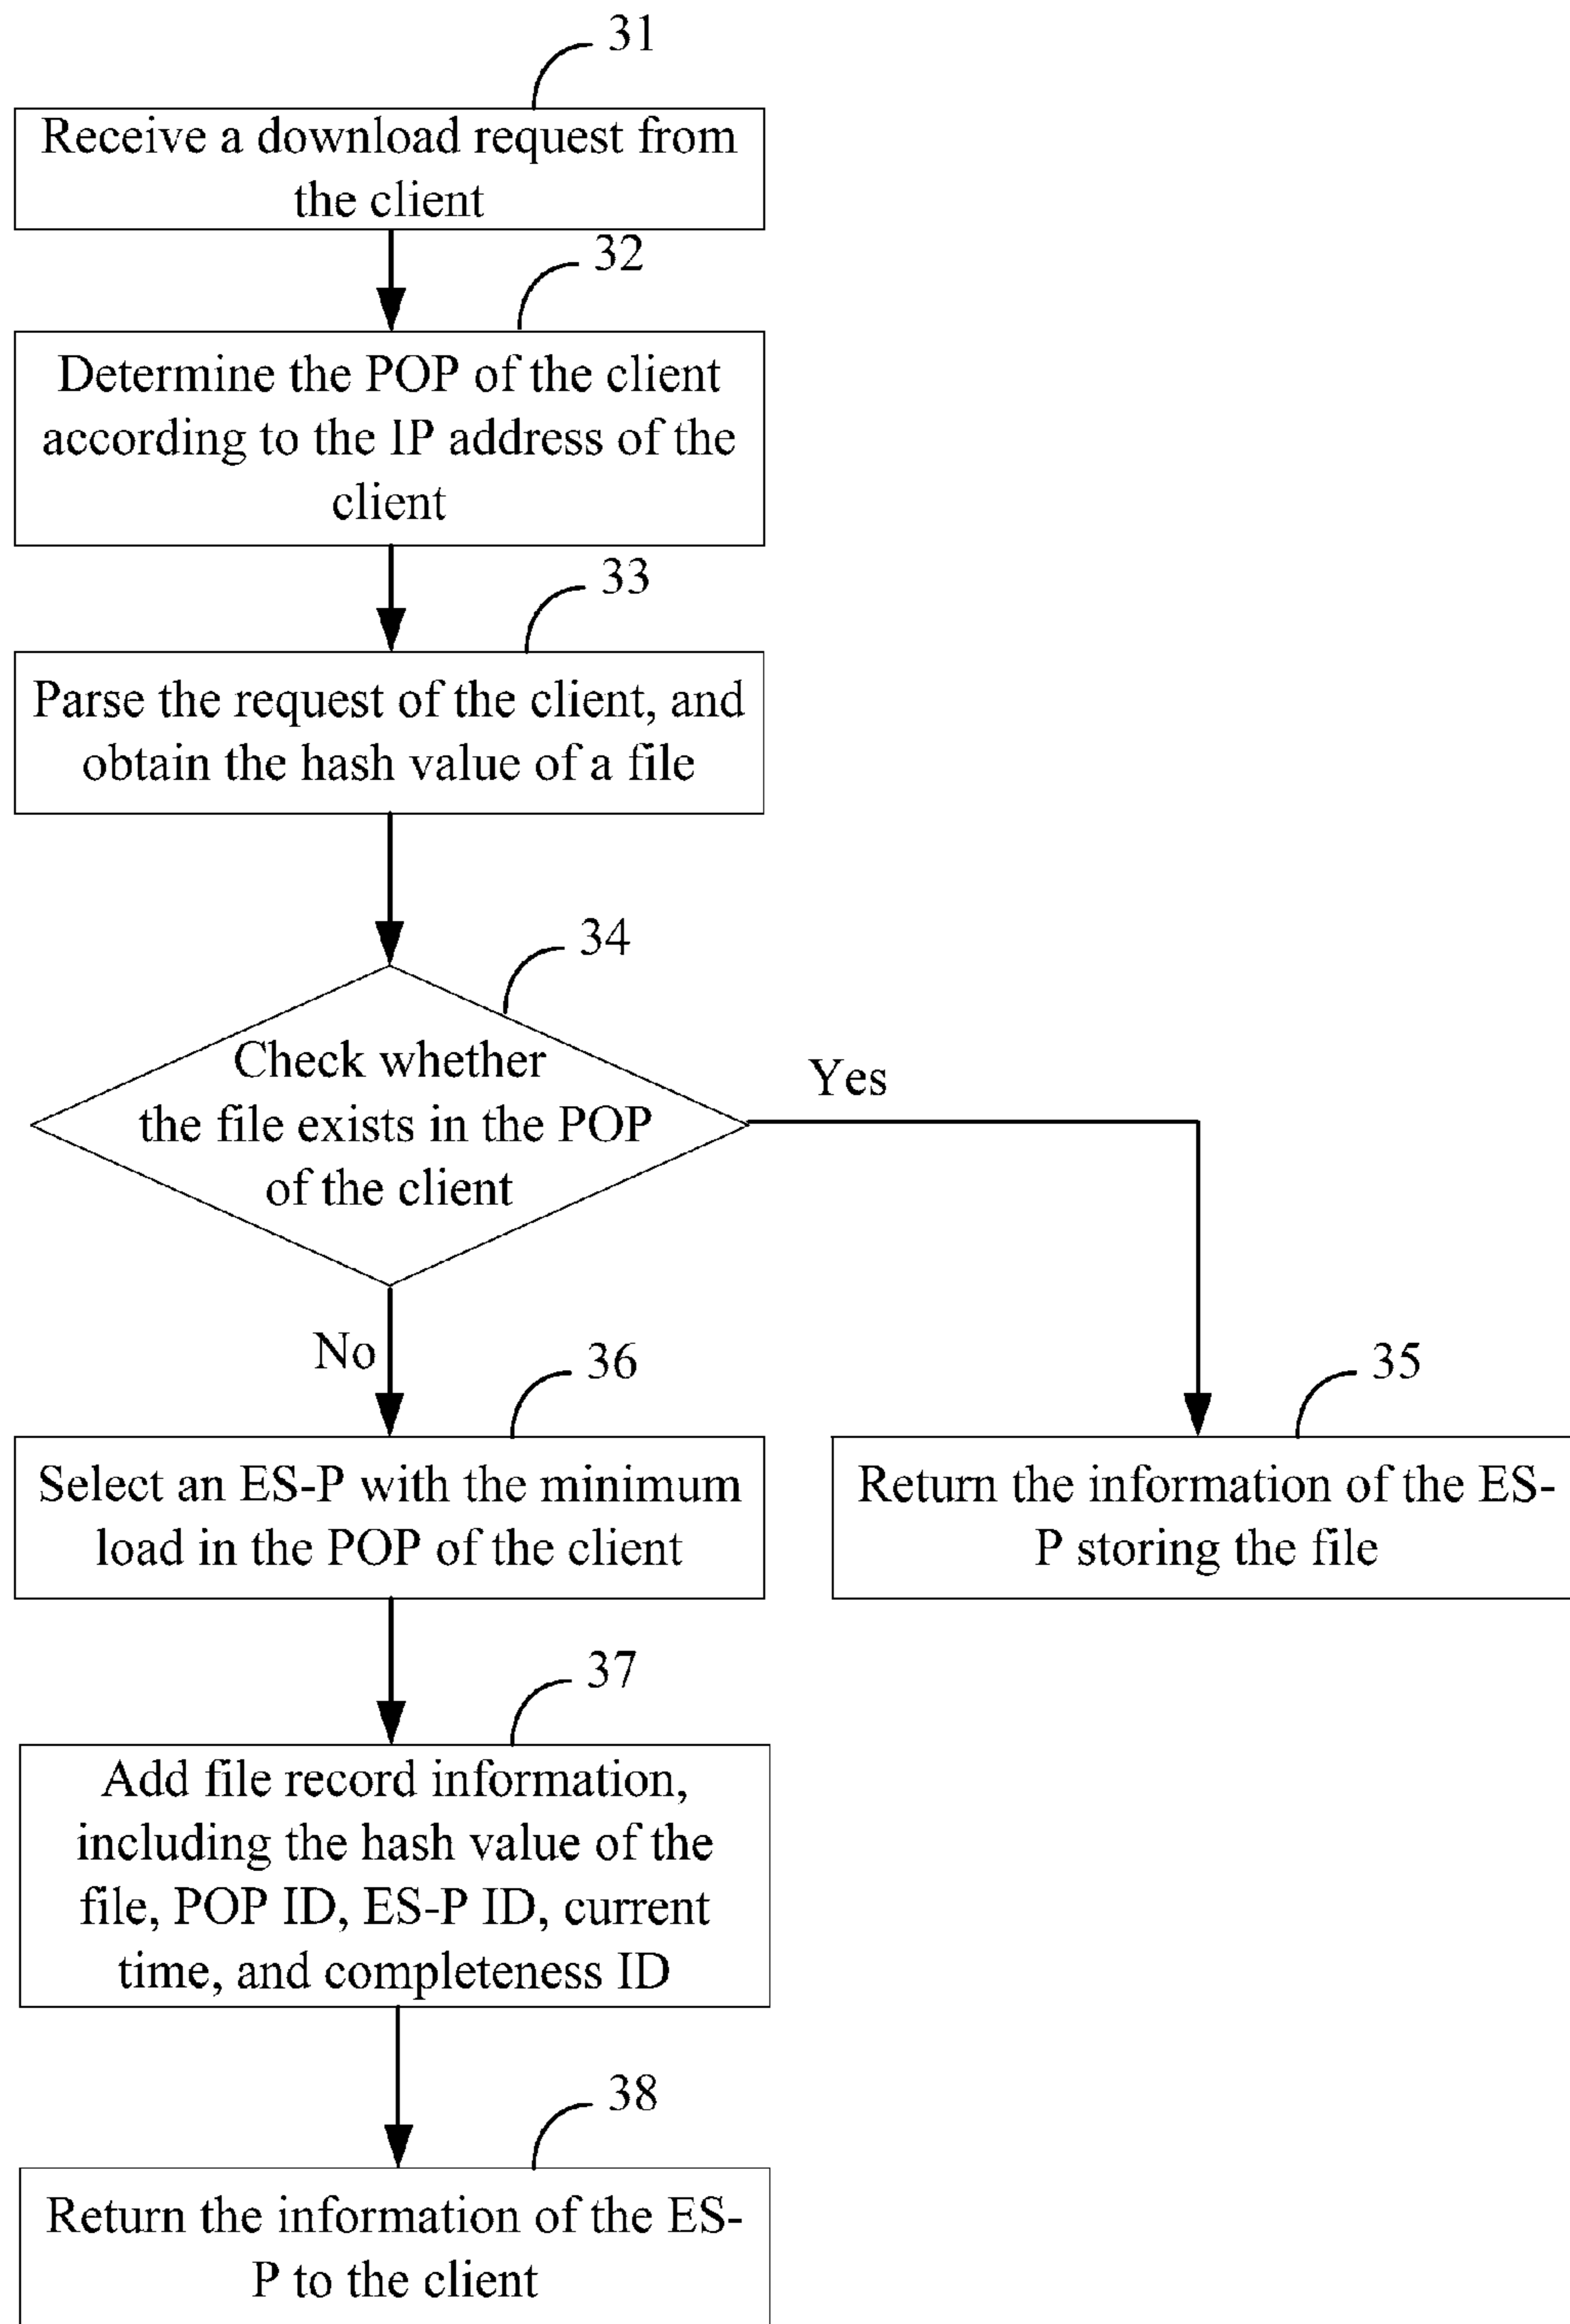 31
Receive a download request from
the client
32
Determine the POP of the client
according to the IP address of the
client
33
Parse the request of the client, and
obtain the hash value of a file
34
Check whether
the file exists in the POP
of the client
Yes
No
36
Select an ES-P with the minimum
load in the POP of the client
35
Return the information of the ES-
P storing the file
37
Add file record information,
including the hash value of the
file, POP ID, ES-P ID, current
time, and completeness ID
38
Return the information of the ES-
P to the client